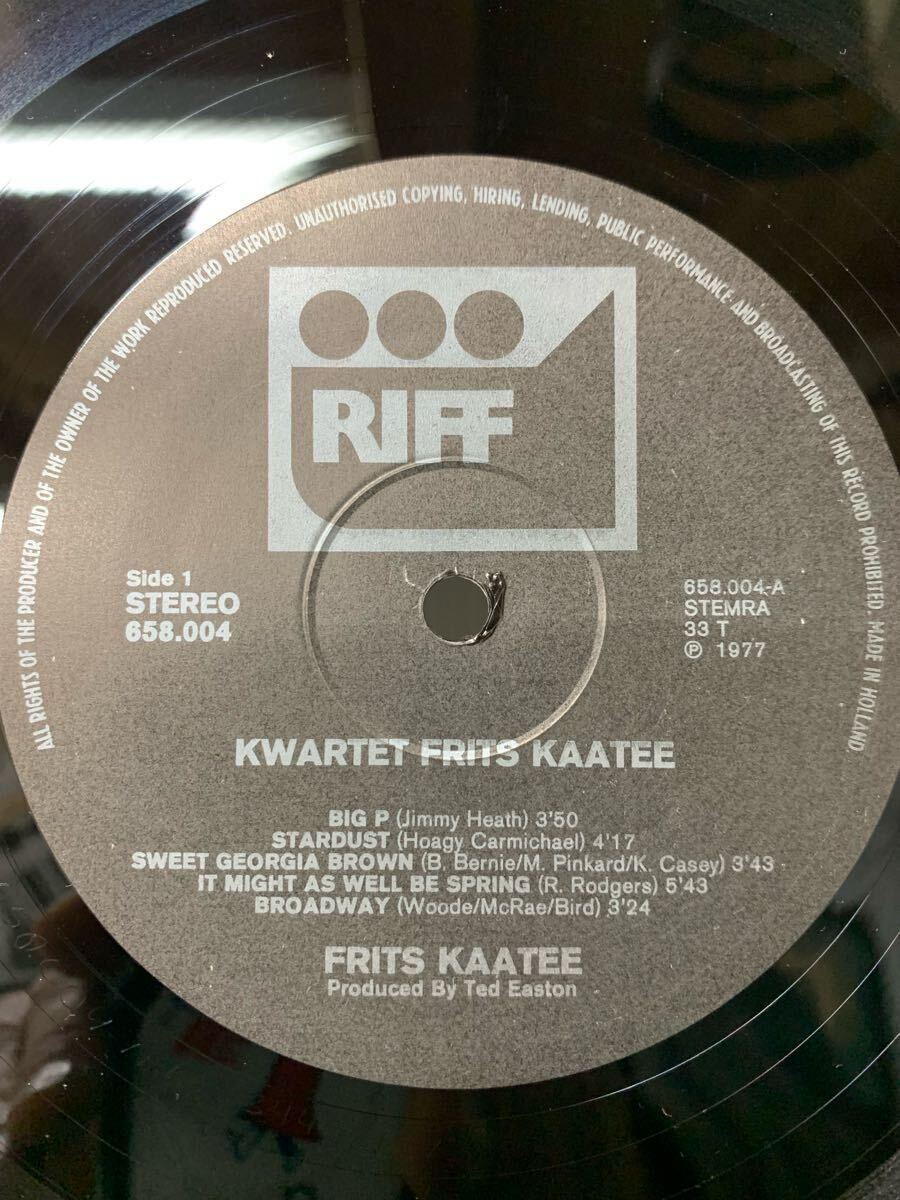 ALL RIGHTS OF THE PRODUCER AND OF THE OWNER OF THE WORK REPRODUCED RESERVED. UNAUTHORISED COPYING, HIRING, LENDING, PUBLIC PERFORMANCE AND BROADCASTING OF THIS RECORD PROHIBITED. MADE IN HOLLAND.
RIFF
Side 1
STEREO
658.004
658.004-A
STEMRA
33 T
℗ 1977
KWARTET FRITS KAATEE
BIG P (Jimmy Heath) 3'50
STARDUST (Hoagy Carmichael) 4'17
SWEET GEORGIA BROWN (B. Bernie/M. Pinkard/K. Casey) 3'43
IT MIGHT AS WELL BE SPRING (R. Rodgers) 5'43
BROADWAY (Woode/McRae/Bird) 3'24
FRITS KAATEE
Produced By Ted Easton